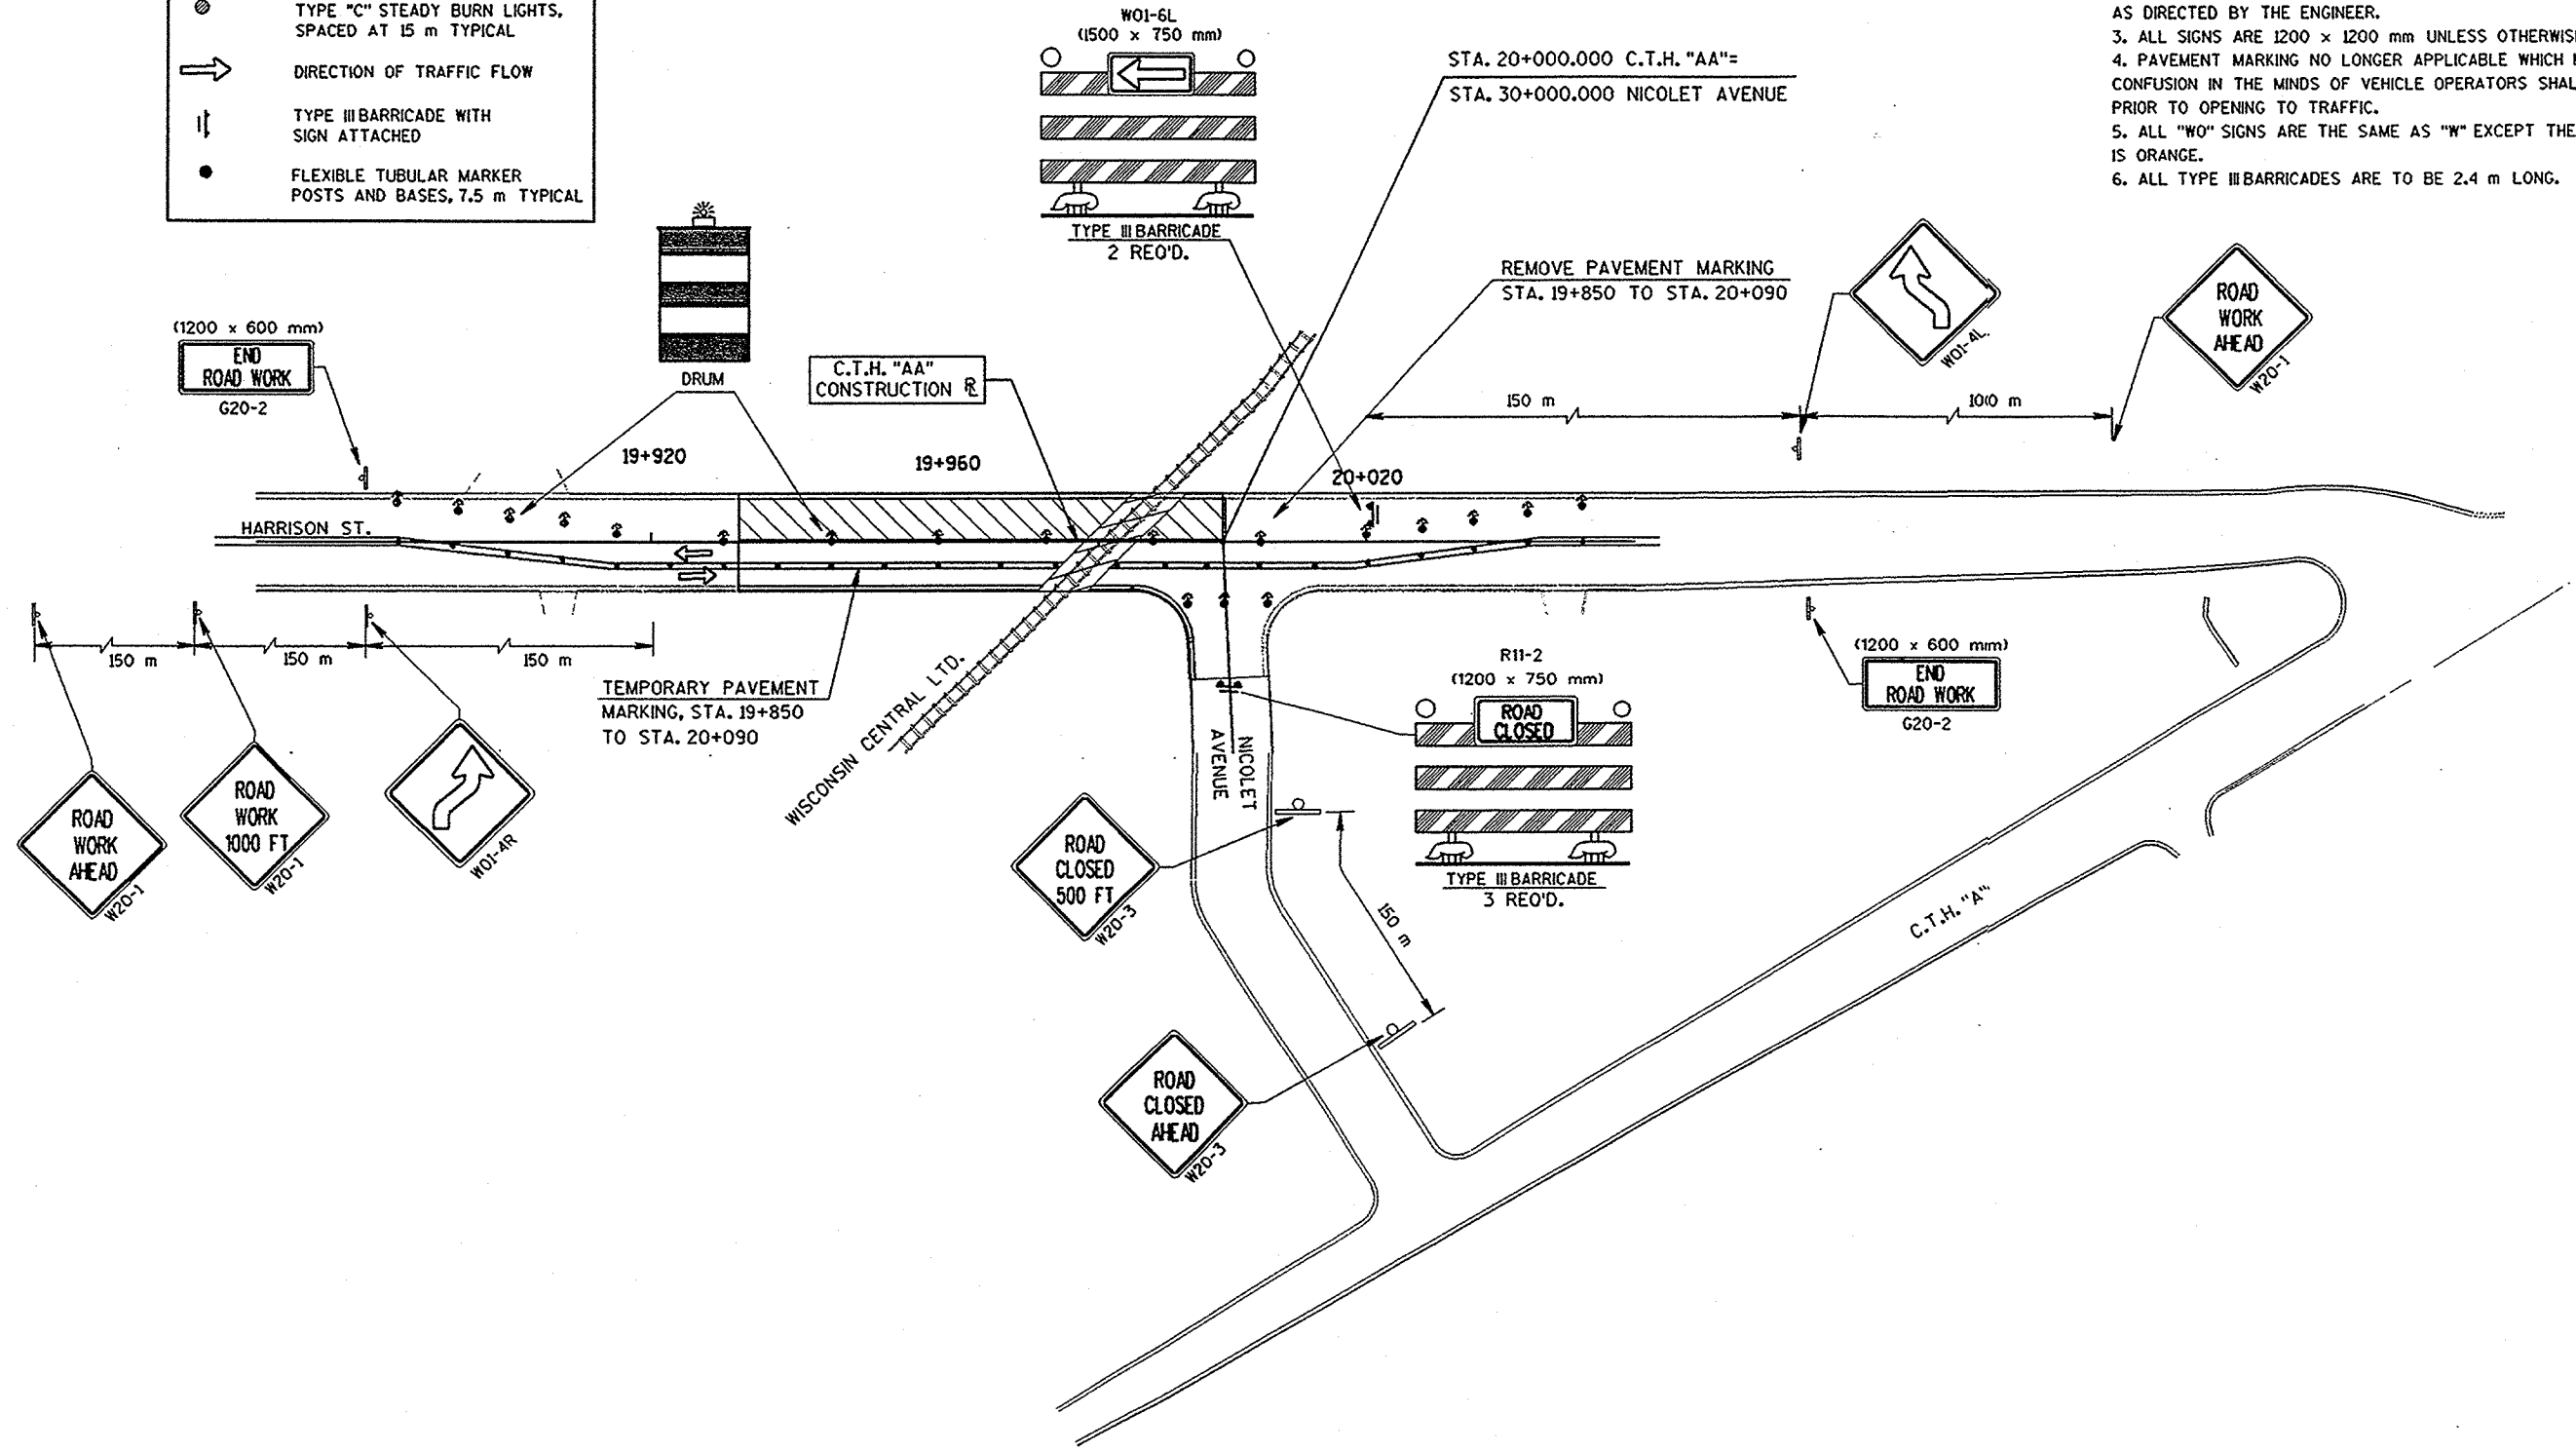 TYPE "C" STEADY BURN LIGHTS,
SPACED AT 15 m TYPICAL
DIRECTION OF TRAFFIC FLOW
TYPE III BARRICADE WITH
SIGN ATTACHED
FLEXIBLE TUBULAR MARKER
POSTS AND BASES, 7.5 m TYPICAL
W01-6L
(1500 x 750 mm)
TYPE III BARRICADE
2 REQ'D.
STA. 20+000.000 C.T.H. "AA"=
STA. 30+000.000 NICOLET AVENUE
AS DIRECTED BY THE ENGINEER.
3. ALL SIGNS ARE 1200 x 1200 mm UNLESS OTHERWIS
4. PAVEMENT MARKING NO LONGER APPLICABLE WHICH
CONFUSION IN THE MINDS OF VEHICLE OPERATORS SHAL
PRIOR TO OPENING TO TRAFFIC.
5. ALL "WO" SIGNS ARE THE SAME AS "W" EXCEPT THE
IS ORANGE.
6. ALL TYPE III BARRICADES ARE TO BE 2.4 m LONG.
REMOVE PAVEMENT MARKING
STA. 19+850 TO STA. 20+090
W01-4L
ROAD
WORK
AHEAD
W20-1
(1200 x 600 mm)
END
ROAD WORK
G20-2
DRUM
C.T.H. "AA"
CONSTRUCTION RL
150 m
100 m
19+920
19+960
20+020
HARRISON ST.
150 m
150 m
150 m
TEMPORARY PAVEMENT
MARKING, STA. 19+850
TO STA. 20+090
WISCONSIN CENTRAL LTD.
NICOLET
AVENUE
R11-2
(1200 x 750 mm)
ROAD
CLOSED
TYPE III BARRICADE
3 REQ'D.
(1200 x 600 mm)
END
ROAD WORK
G20-2
ROAD
WORK
AHEAD
W20-1
ROAD
WORK
1000 FT
W20-1
W01-4R
ROAD
CLOSED
500 FT
W20-3
150 m
C.T.H. "A"
ROAD
CLOSED
AHEAD
W20-3